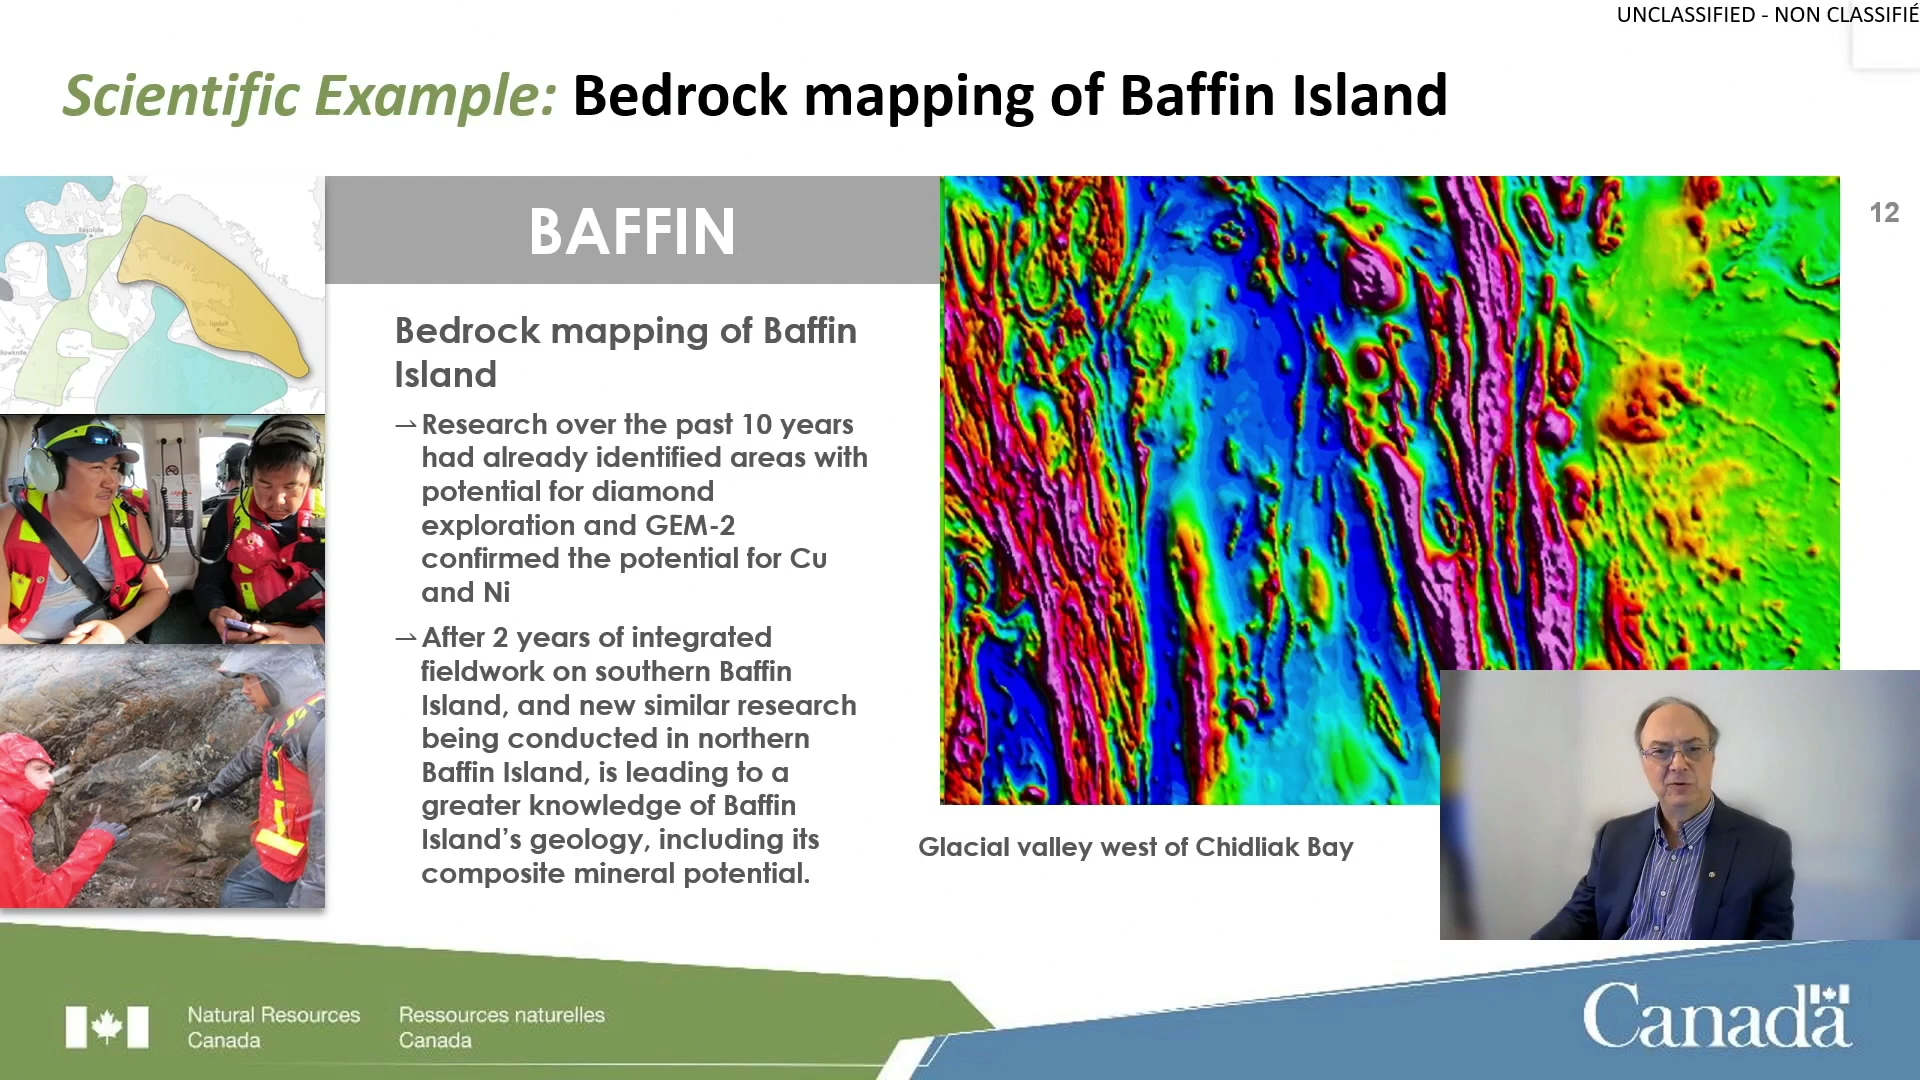 UNCLASSIFIED - NON CLASSIFIÉ
Scientific Example: Bedrock mapping of Baffin Island
12
BAFFIN
Bedrock mapping of Baffin
Island
⇀ Research over the past 10 years
had already identified areas with
potential for diamond
exploration and GEM-2
confirmed the potential for Cu
and Ni
⇀ After 2 years of integrated
fieldwork on southern Baffin
Island, and new similar research
being conducted in northern
Baffin Island, is leading to a
greater knowledge of Baffin
Island’s geology, including its
composite mineral potential.
Glacial valley west of Chidliak Bay
Natural Resources
Canada
Ressources naturelles
Canada
Canada